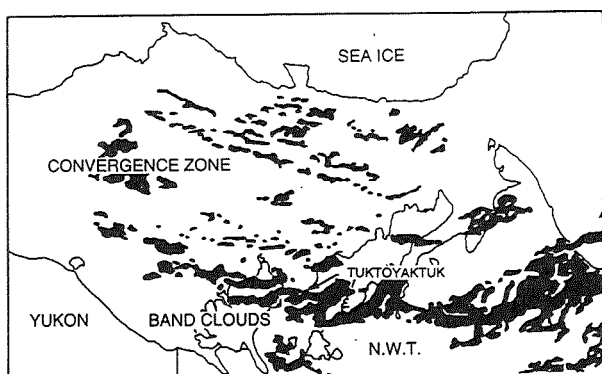 SEA ICE
CONVERGENCE ZONE
TUKTOYAKTUK
YUKON
BAND CLOUDS
N.W.T.